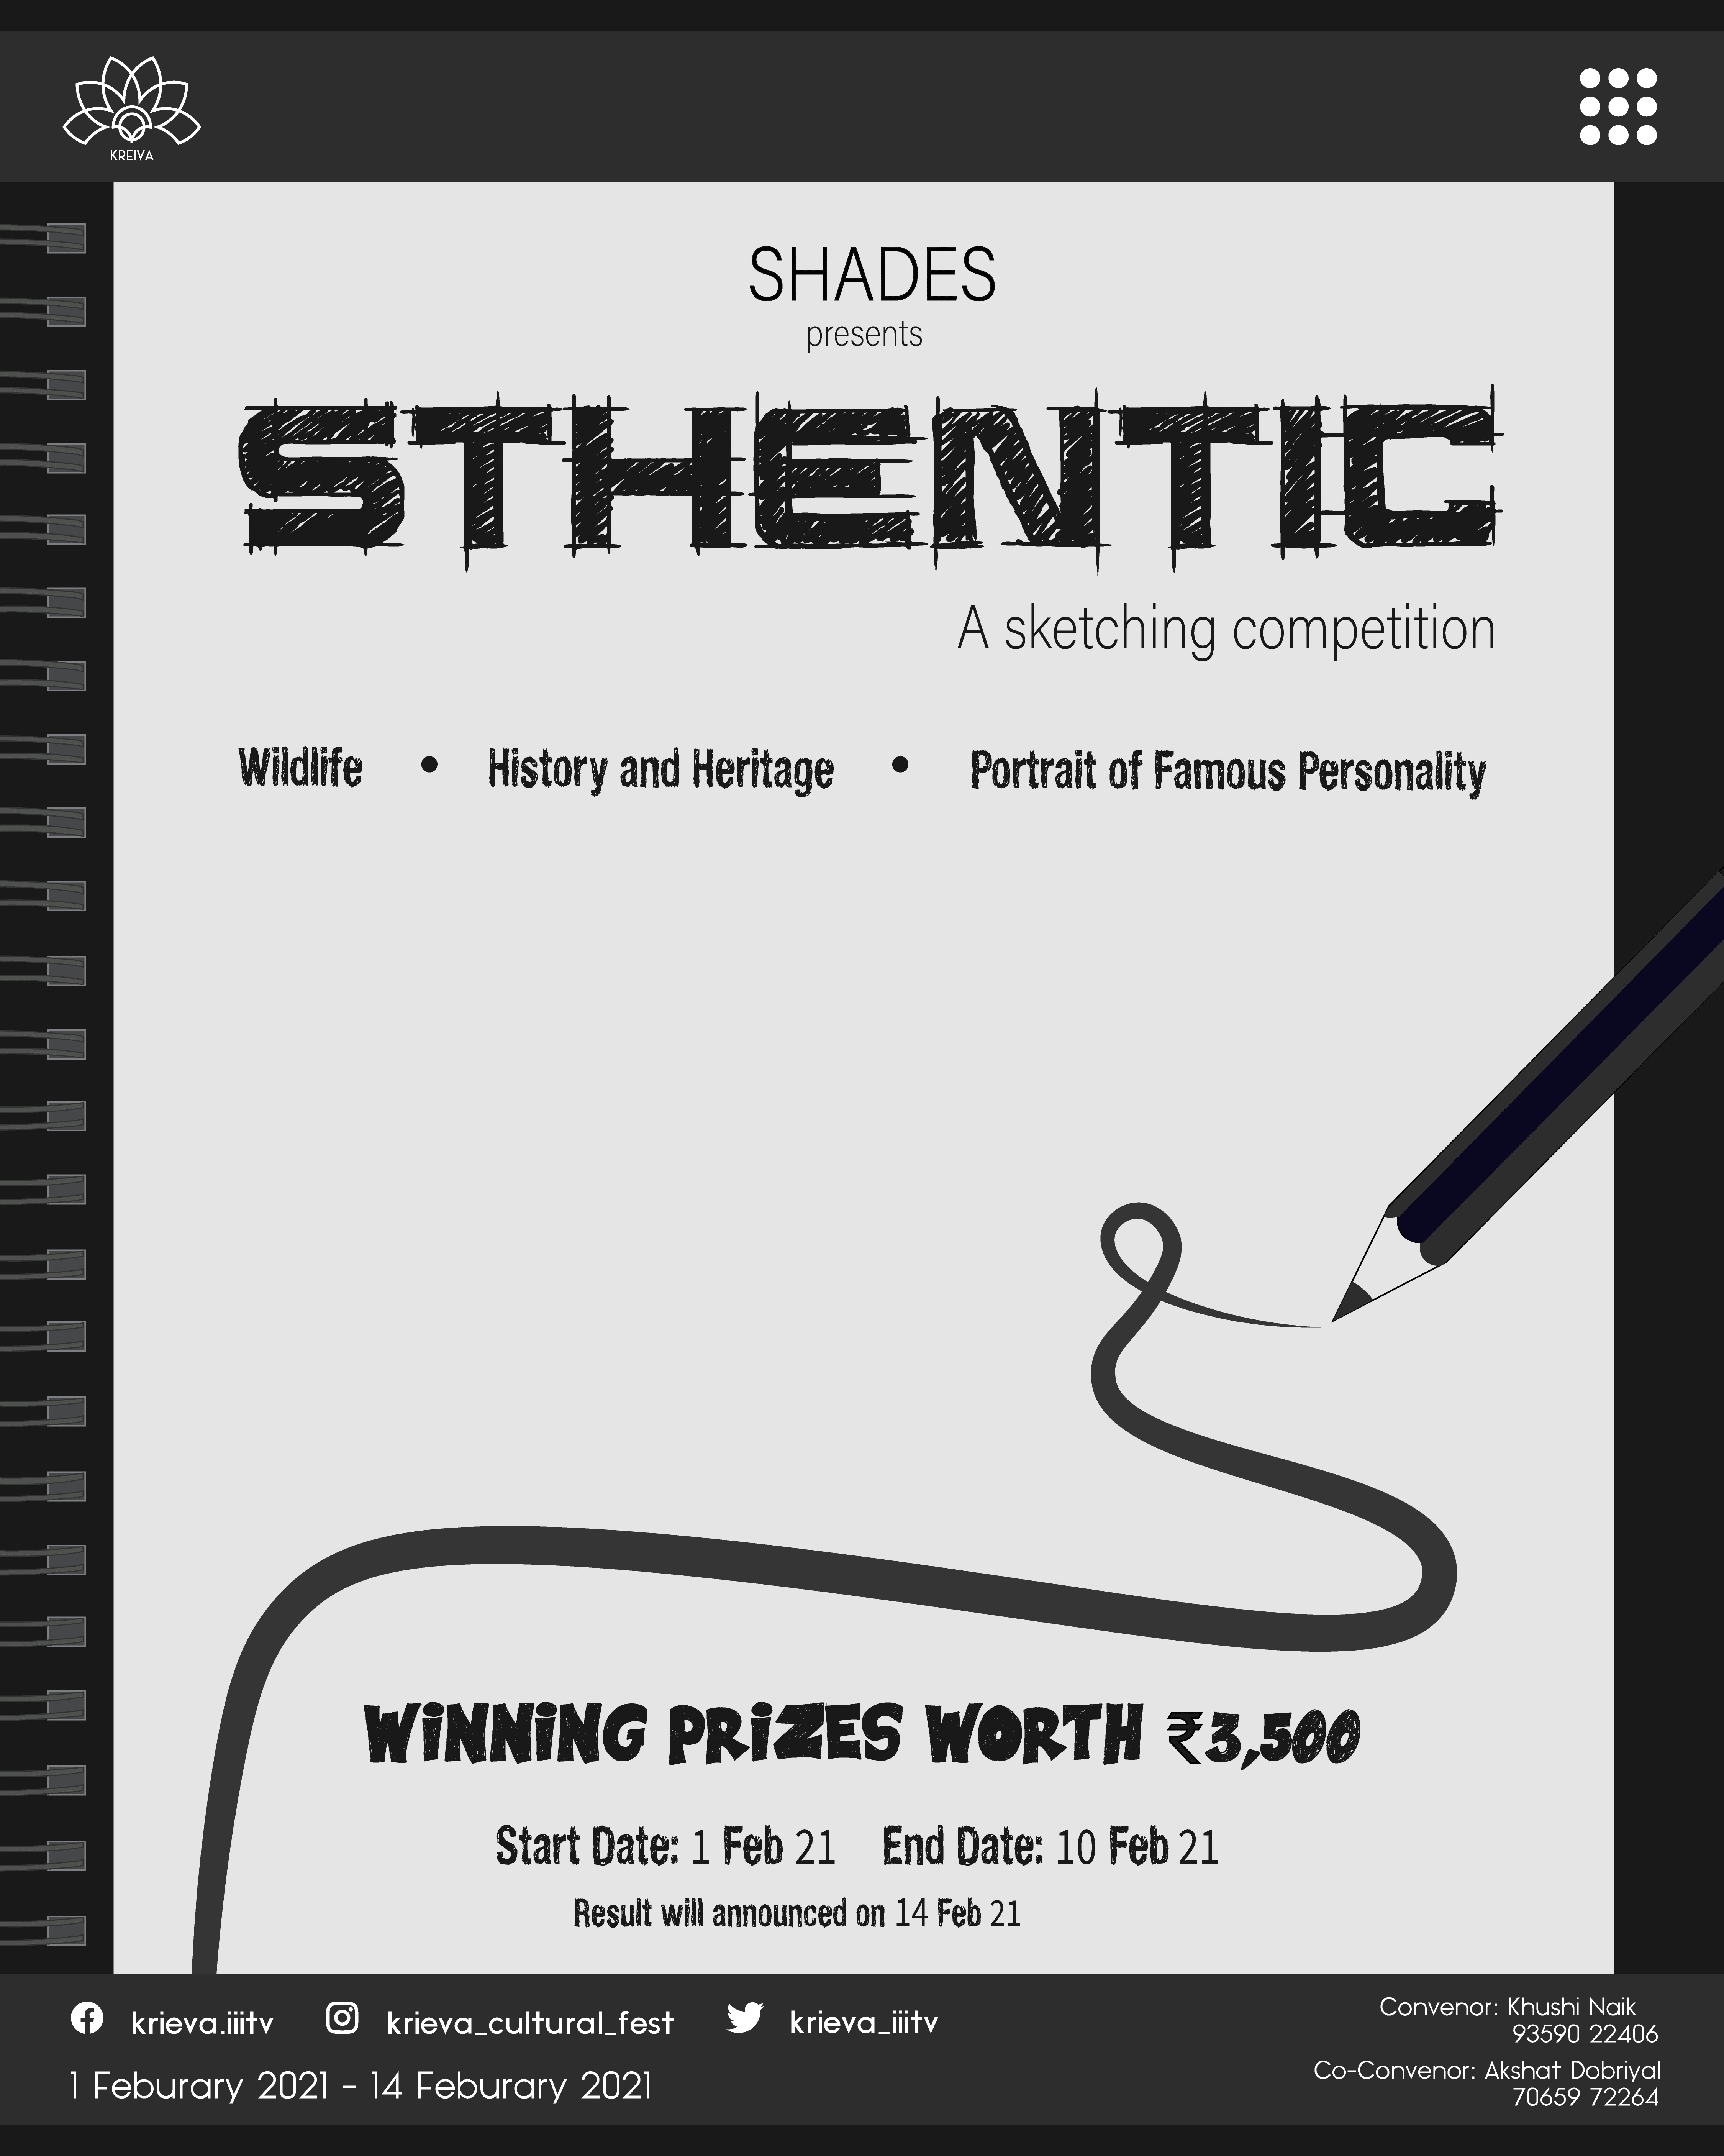 KREIVA
SHADES
presents
STHENTIC
A sketching competition
Wildlife • History and Heritage • Portrait of Famous Personality
WINNING PRIZES WORTH ₹3,500
Start Date: 1 Feb 21 End Date: 10 Feb 21
Result will announced on 14 Feb 21
krieva.iiitv krieva_cultural_fest krieva_iiitv
1 Feburary 2021 - 14 Feburary 2021
Convenor: Khushi Naik
93590 22406
Co-Convenor: Akshat Dobriyal
70659 72264